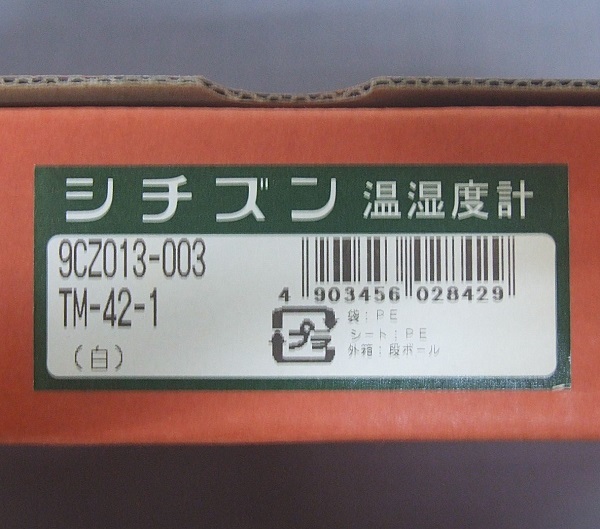 シチズン 温湿度計
9CZ013-003
TM-42-1
(白)
4 903456 028429
プラ
袋:PE
シート:PE
外箱:段ボール